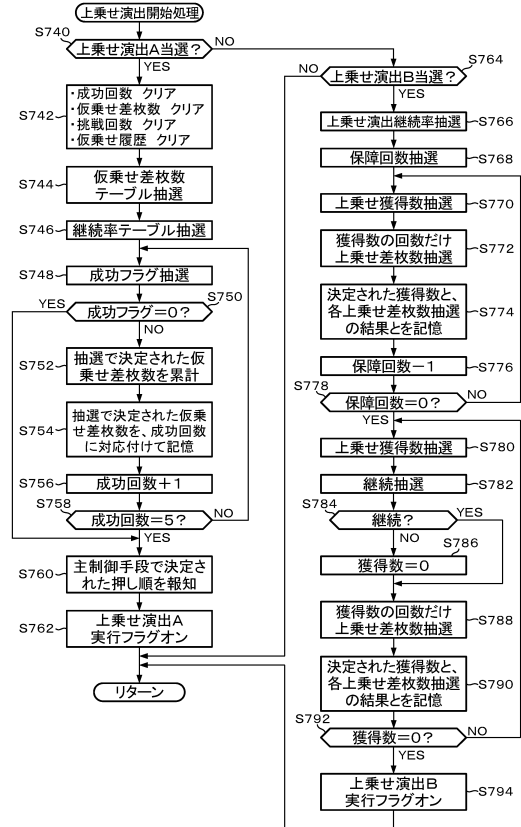 上乗せ演出開始処理
S740
上乗せ演出A当選?
NO
YES
S742
・成功回数 クリア
・仮乗せ差枚数 クリア
・挑戦回数 クリア
・仮乗せ履歴 クリア
S744
仮乗せ差枚数
テーブル抽選
S746
継続率テーブル抽選
S748
成功フラグ抽選
S750
YES
成功フラグ=0?
NO
S752
抽選で決定された仮
乗せ差枚数を累計
S754
抽選で決定された仮乗
せ差枚数を、成功回数
に対応付けて記憶
S756
成功回数+1
S758
成功回数=5?
NO
YES
S760
主制御手段で決定さ
れた押し順を報知
S762
上乗せ演出A
実行フラグオン
リターン
S764
NO
上乗せ演出B当選?
YES
上乗せ演出継続率抽選
S766
保障回数抽選
S768
上乗せ獲得数抽選
S770
獲得数の回数だけ
上乗せ差枚数抽選
S772
決定された獲得数と、
各上乗せ差枚数抽選
の結果とを記憶
S774
保障回数-1
S776
S778
保障回数=0?
NO
YES
上乗せ獲得数抽選
S780
継続抽選
S782
S784
継続?
YES
NO
S786
獲得数=0
獲得数の回数だけ
上乗せ差枚数抽選
S788
決定された獲得数と、
各上乗せ差枚数抽選
の結果とを記憶
S790
S792
獲得数=0?
NO
YES
上乗せ演出B
実行フラグオン
S794